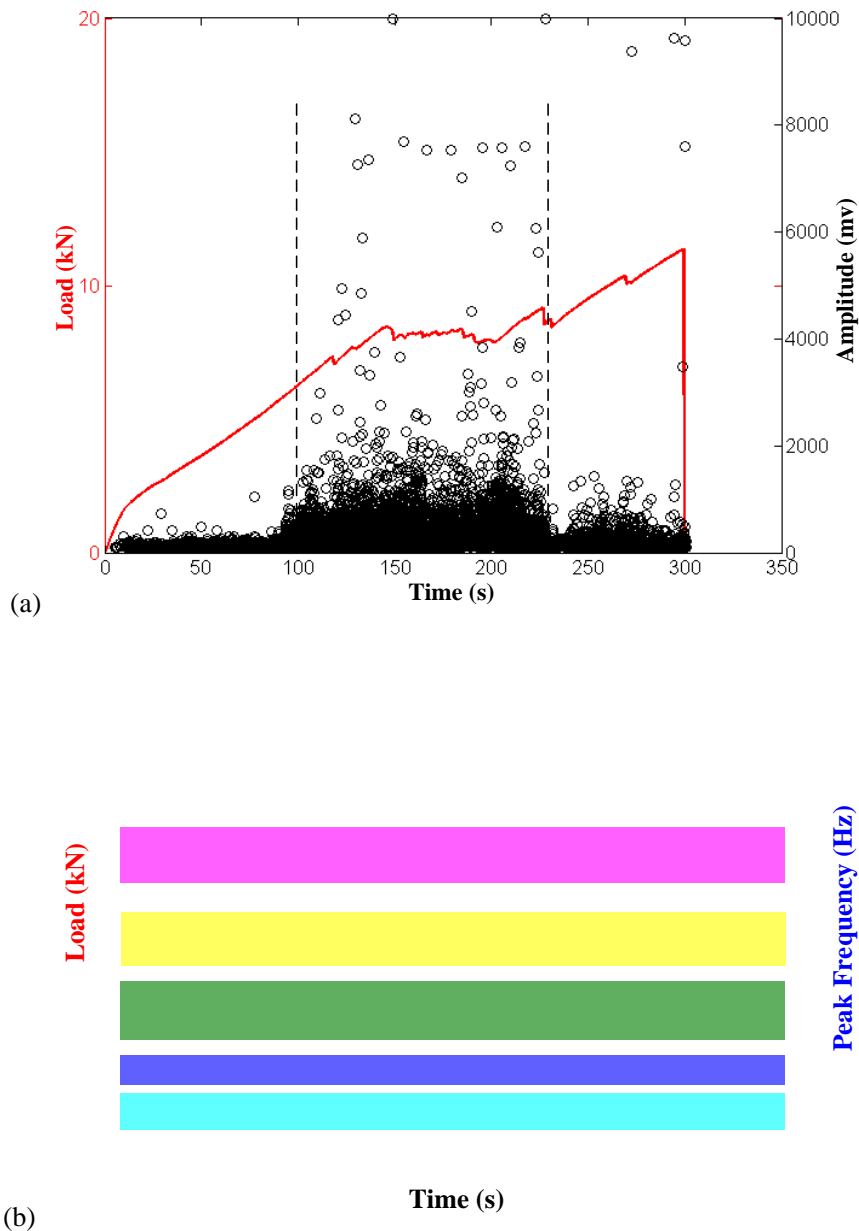 20
10
0
Load (kN)
10000
8000
6000
4000
2000
0
Amplitude (mv)
0 50 100 150 200 250 300 350
Time (s)
(a)
Load (kN)
Peak Frequency (Hz)
Time (s)
(b)